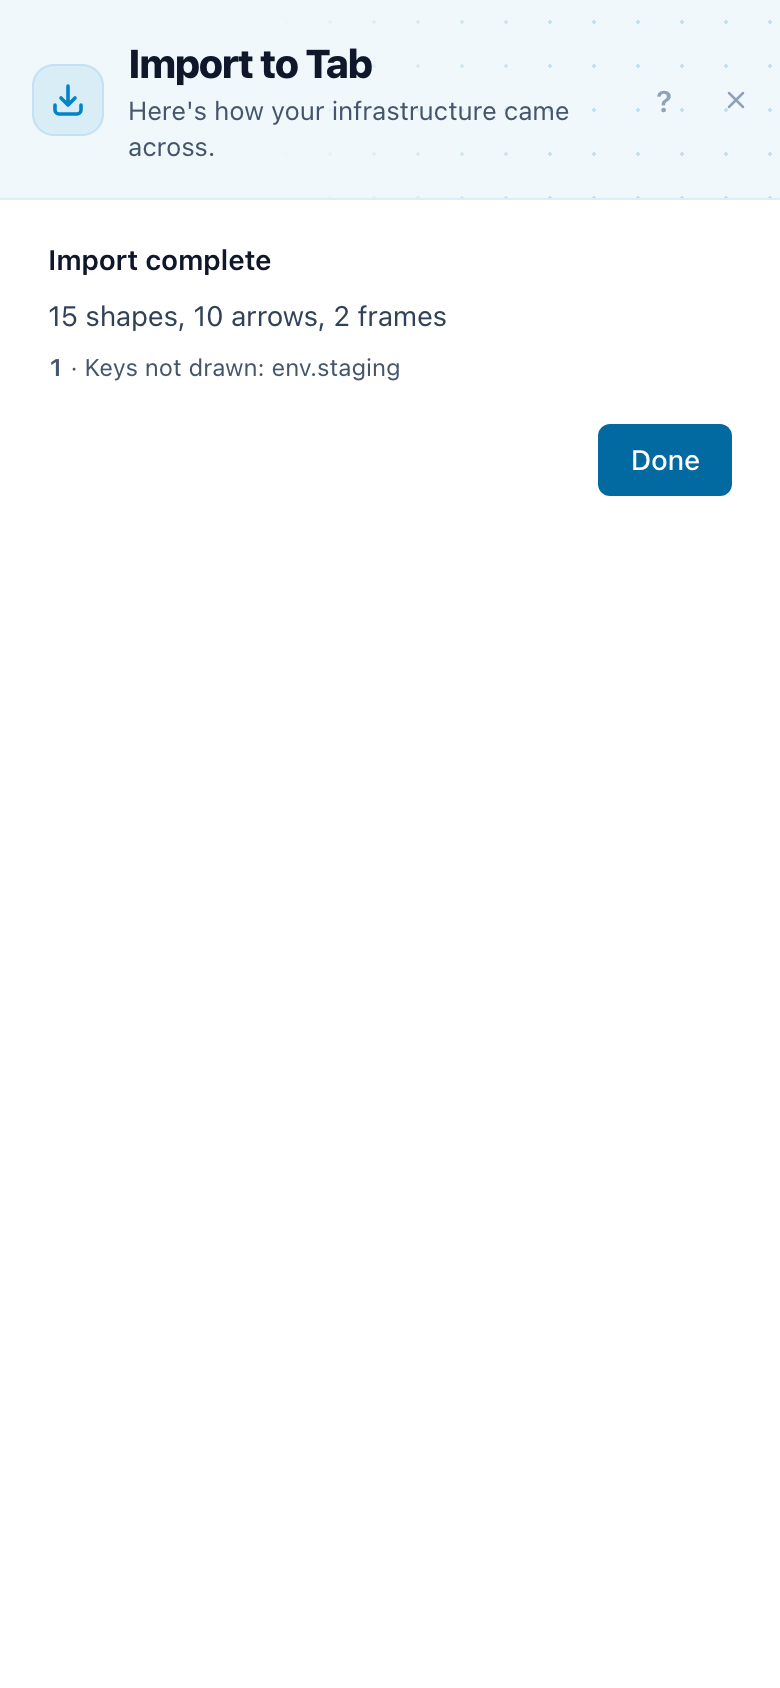 Import to Tab
Here's how your infrastructure came
across.
?
Import complete
15 shapes, 10 arrows, 2 frames
1 · Keys not drawn: env.staging
Done